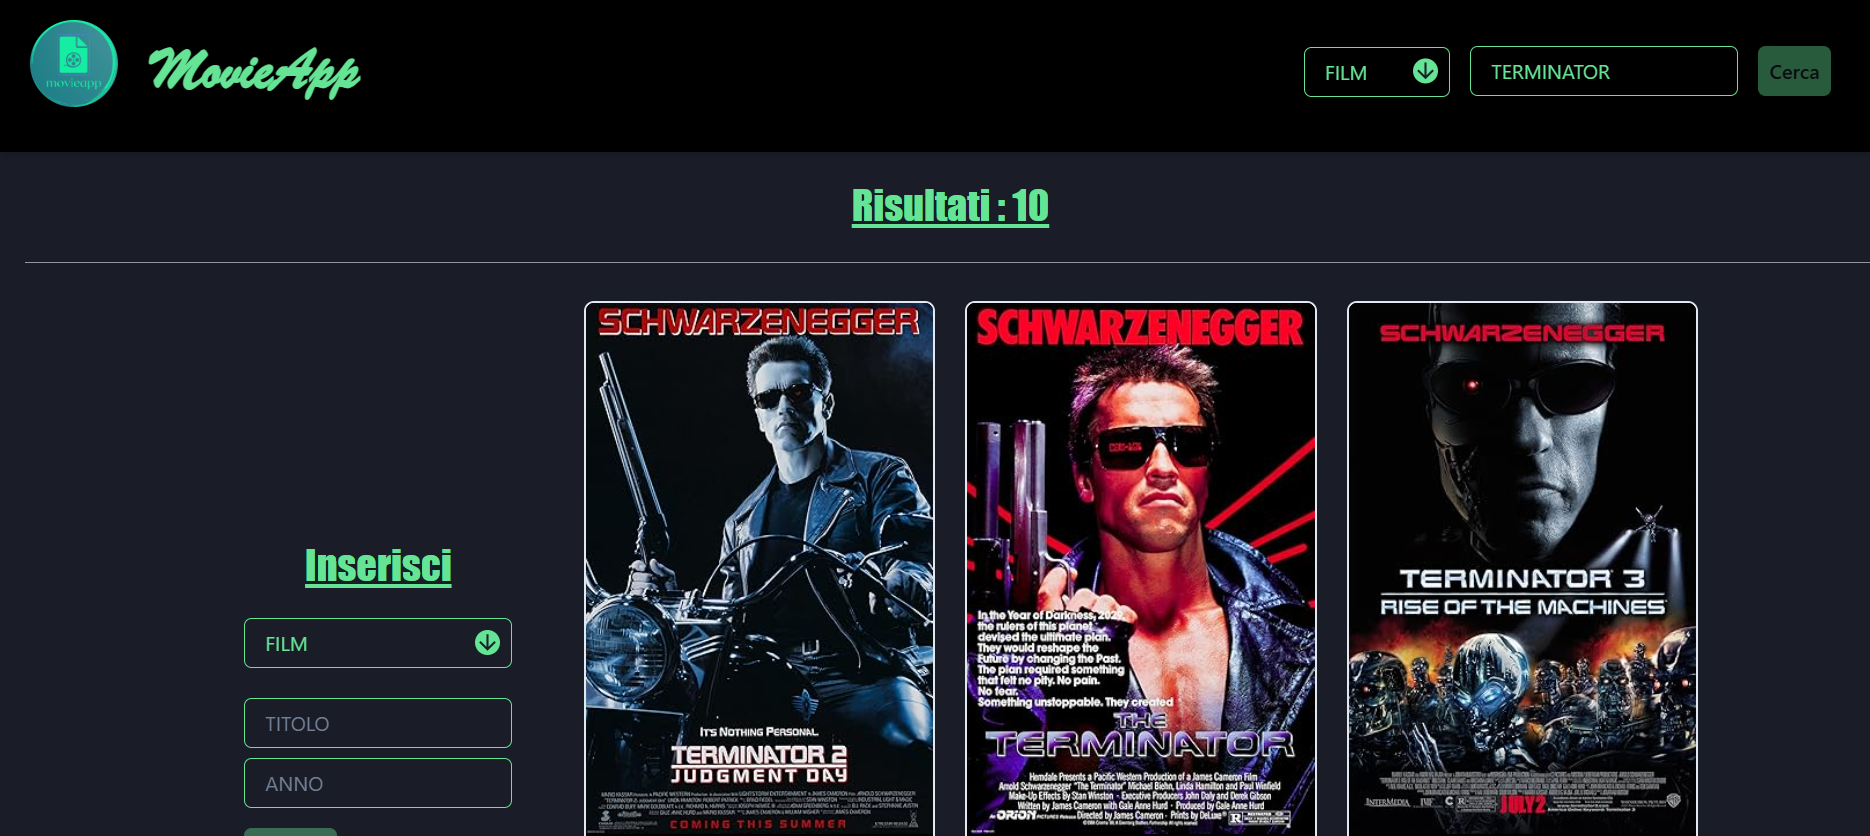 movieapp
MovieApp
FILM
TERMINATOR
Cerca
Risultati : 10
Inserisci
FILM
TITOLO
ANNO
SCHWARZENEGGER
IT'S NOTHING PERSONAL.
TERMINATOR 2
JUDGMENT DAY
COMING THIS SUMMER
SCHWARZENEGGER
In the Year of Darkness, 2029,
the rulers of this planet
devised the ultimate plan.
They would reshape the
Future by changing the Past.
The plan required something
that felt no pity. No pain.
No fear.
Something unstoppable. They created
THE
TERMINATOR
Hemdale Presents a Pacific Western Production of a James Cameron Film
Arnold Schwarzenegger "The Terminator" Michael Biehn, Linda Hamilton and Paul Winfield
Make-Up Effects By Stan Winston - Executive Producers John Daly and Derek Gibson
Written by James Cameron with Gale Anne Hurd - Produced by Gale Anne Hurd
ORION PICTURES Release Directed by James Cameron - Prints by DeLuxe
R RESTRICTED
SCHWARZENEGGER
TERMINATOR 3
RISE OF THE MACHINES
INTERMEDIA
JULY 2